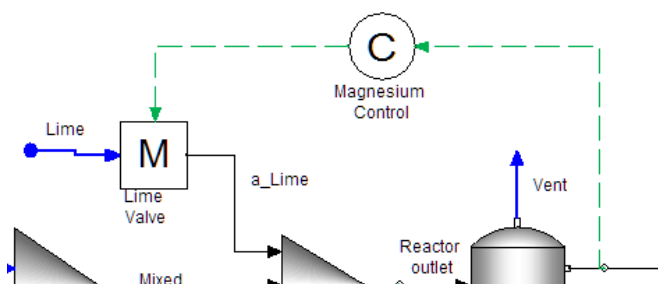 C
Magnesium
Control
Lime
M
a_Lime
Lime
Valve
Vent
Reactor
outlet
Mixed